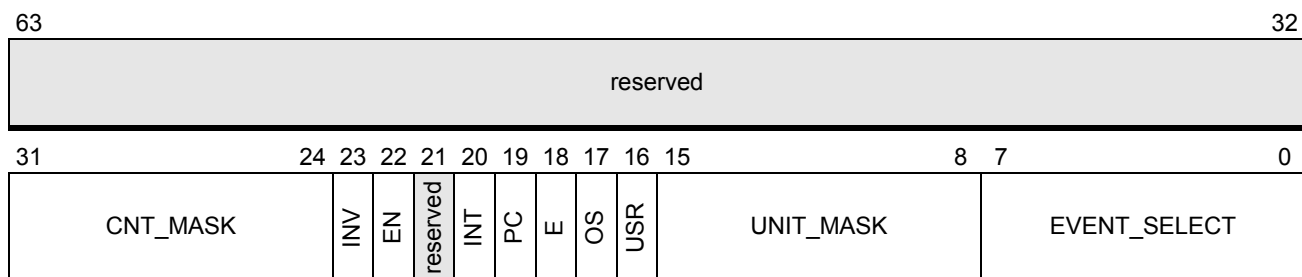 63 32
reserved
31 24 23 22 21 20 19 18 17 16 15 8 7 0
CNT_MASK INV EN reserved INT PC E OS USR UNIT_MASK EVENT_SELECT